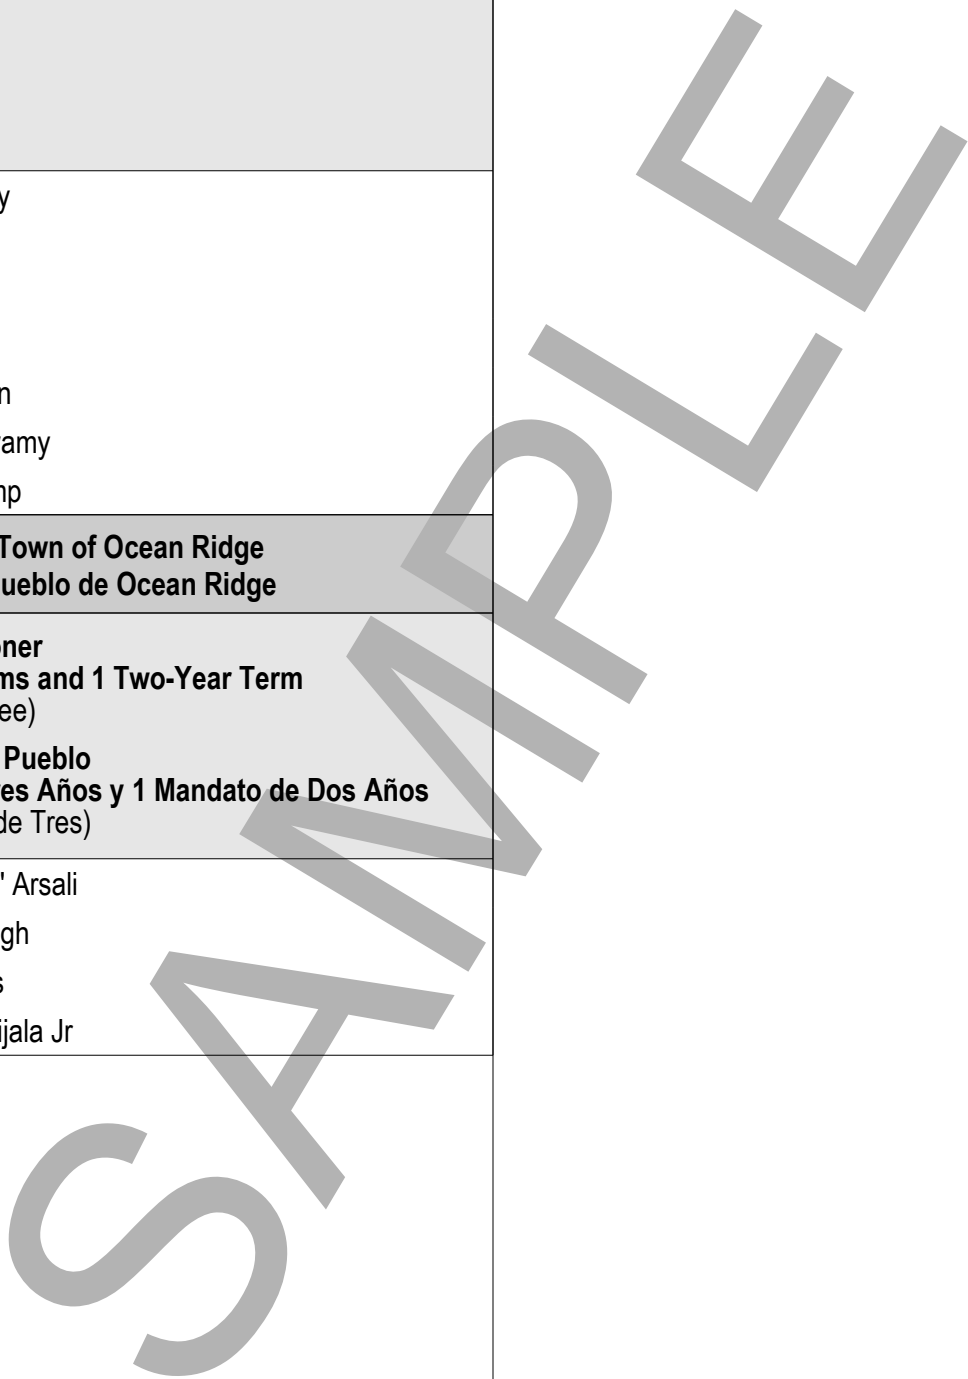 y
n
amy
mp
Town of Ocean Ridge
ueblo de Ocean Ridge
oner
ms and 1 Two-Year Term
ee)
Pueblo
es Años y 1 Mandato de Dos Años
de Tres)
" Arsali
gh
s
ijala Jr
SAMPLE